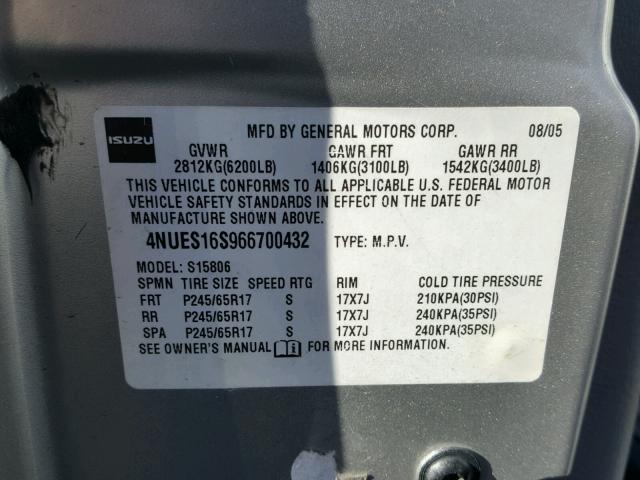 ISUZU
MFD BY GENERAL MOTORS CORP. 08/05
GVWR GAWR FRT GAWR RR
2812KG(6200LB) 1406KG(3100LB) 1542KG(3400LB)
THIS VEHICLE CONFORMS TO ALL APPLICABLE U.S. FEDERAL MOTOR
VEHICLE SAFETY STANDARDS IN EFFECT ON THE DATE OF
MANUFACTURE SHOWN ABOVE.
4NUES16S966700432 TYPE: M.P.V.
MODEL: S15806
SPMN TIRE SIZE SPEED RTG RIM COLD TIRE PRESSURE
FRT P245/65R17 S 17X7J 210KPA(30PSI)
RR P245/65R17 S 17X7J 240KPA(35PSI)
SPA P245/65R17 S 17X7J 240KPA(35PSI)
SEE OWNER'S MANUAL FOR MORE INFORMATION.